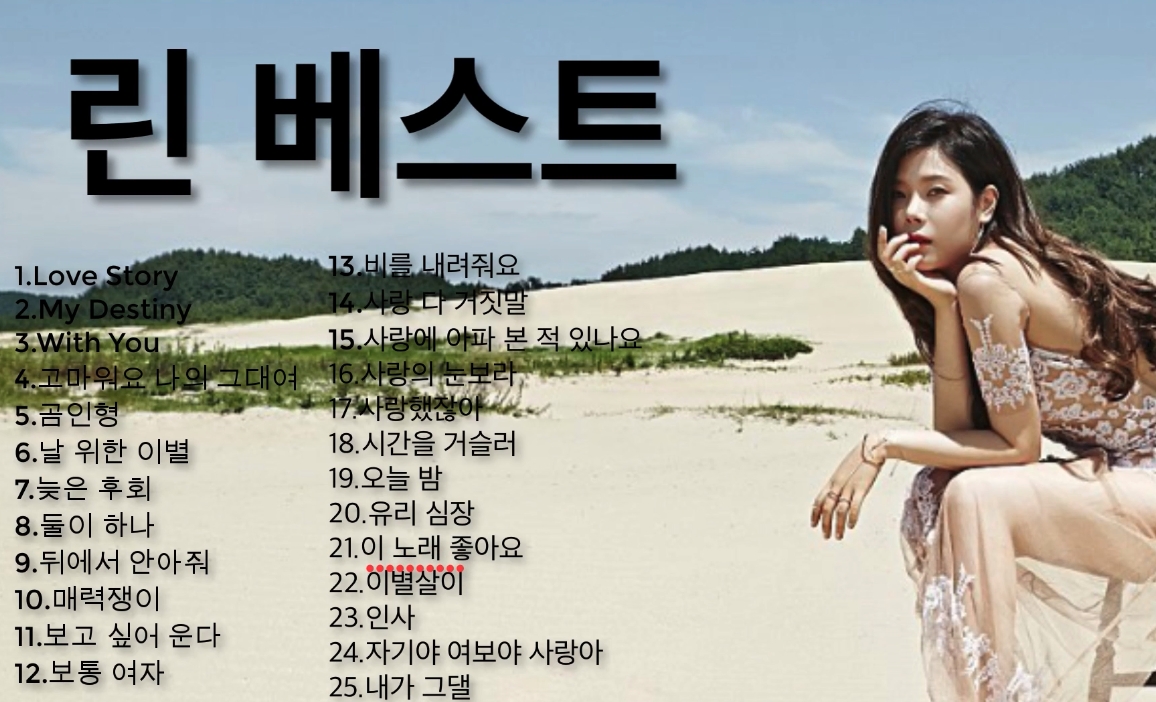 린 베스트
1.Love Story
2.My Destiny
3.With You
4.고마워요 나의 그대여
5.곰인형
6.날 위한 이별
7.늦은 후회
8.둘이 하나
9.뒤에서 안아줘
10.매력쟁이
11.보고 싶어 운다
12.보통 여자
13.비를 내려줘요
14.사랑 다 거짓말
15.사랑에 아파 본 적 있나요
16.사랑의 눈보라
17.사랑했잖아
18.시간을 거슬러
19.오늘 밤
20.유리 심장
21.이 노래 좋아요
22.이별살이
23.인사
24.자기야 여보야 사랑아
25.내가 그댈